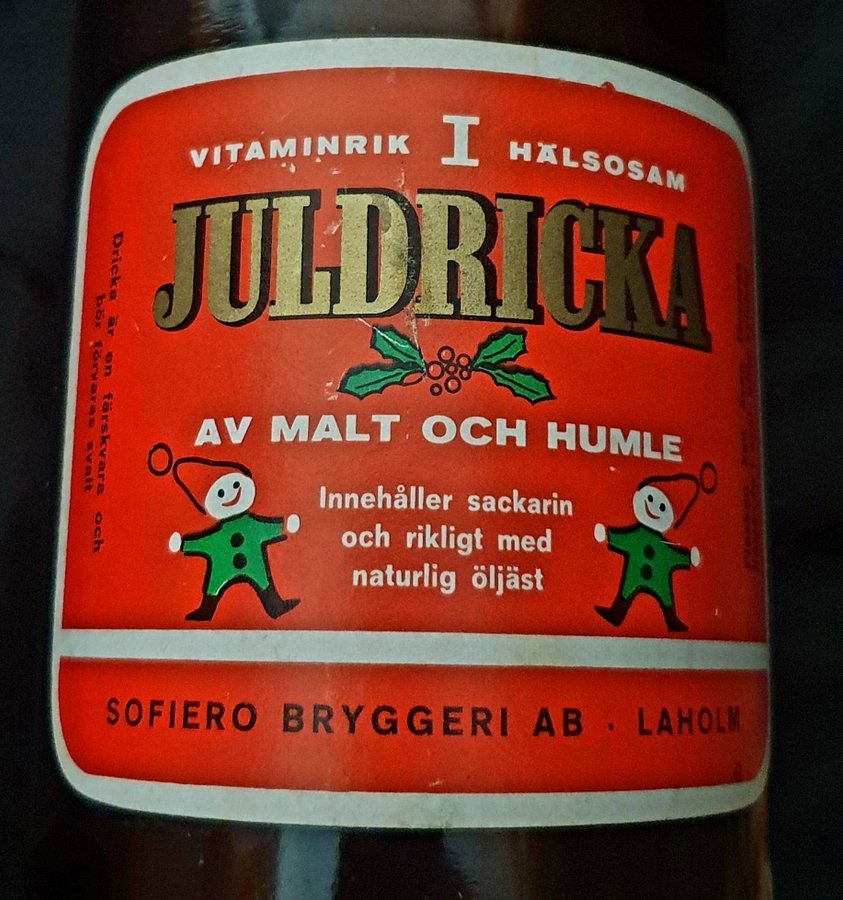 VITAMINRIK I HÄLSOSAM
JULDRICKA
AV MALT OCH HUMLE
Innehåller sackarin
och rikligt med
naturlig öljäst
Dricka är en färskvara och
bör förvaras svalt
SOFIERO BRYGGERI AB · LAHOLM